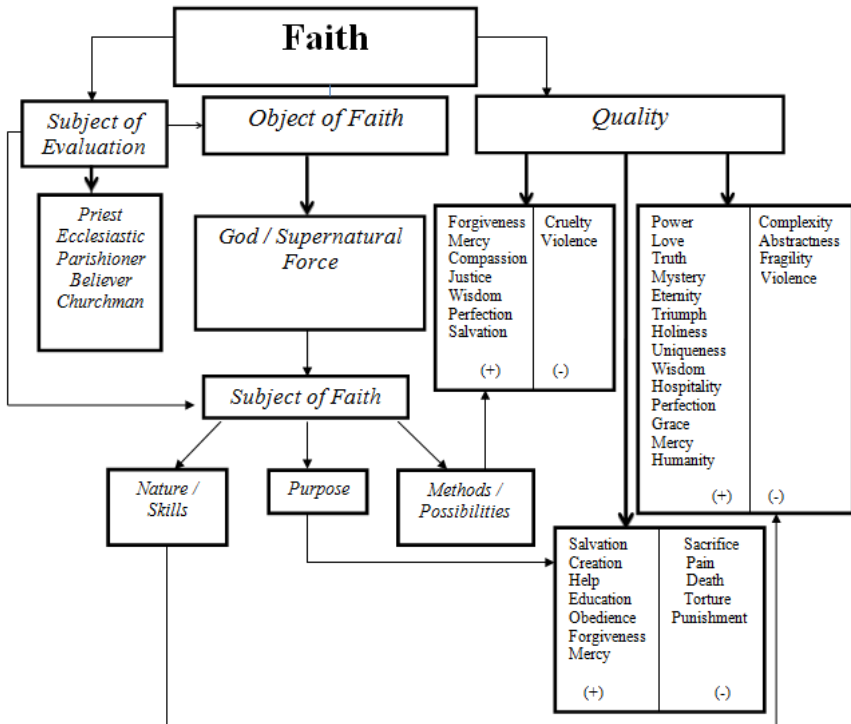 Faith
Subject of
Evaluation
Object of Faith
Quality
Priest
Ecclesiastic
Parishioner
Believer
Churchman
God / Supernatural
Force
Forgiveness
Mercy
Compassion
Justice
Wisdom
Perfection
Salvation
(+)
Cruelty
Violence
(-)
Power
Love
Truth
Mystery
Eternity
Triumph
Holiness
Uniqueness
Wisdom
Hospitality
Perfection
Grace
Mercy
Humanity
(+)
Complexity
Abstractness
Fragility
Violence
(-)
Subject of Faith
Nature /
Skills
Purpose
Methods /
Possibilities
Salvation
Creation
Help
Education
Obedience
Forgiveness
Mercy
(+)
Sacrifice
Pain
Death
Torture
Punishment
(-)